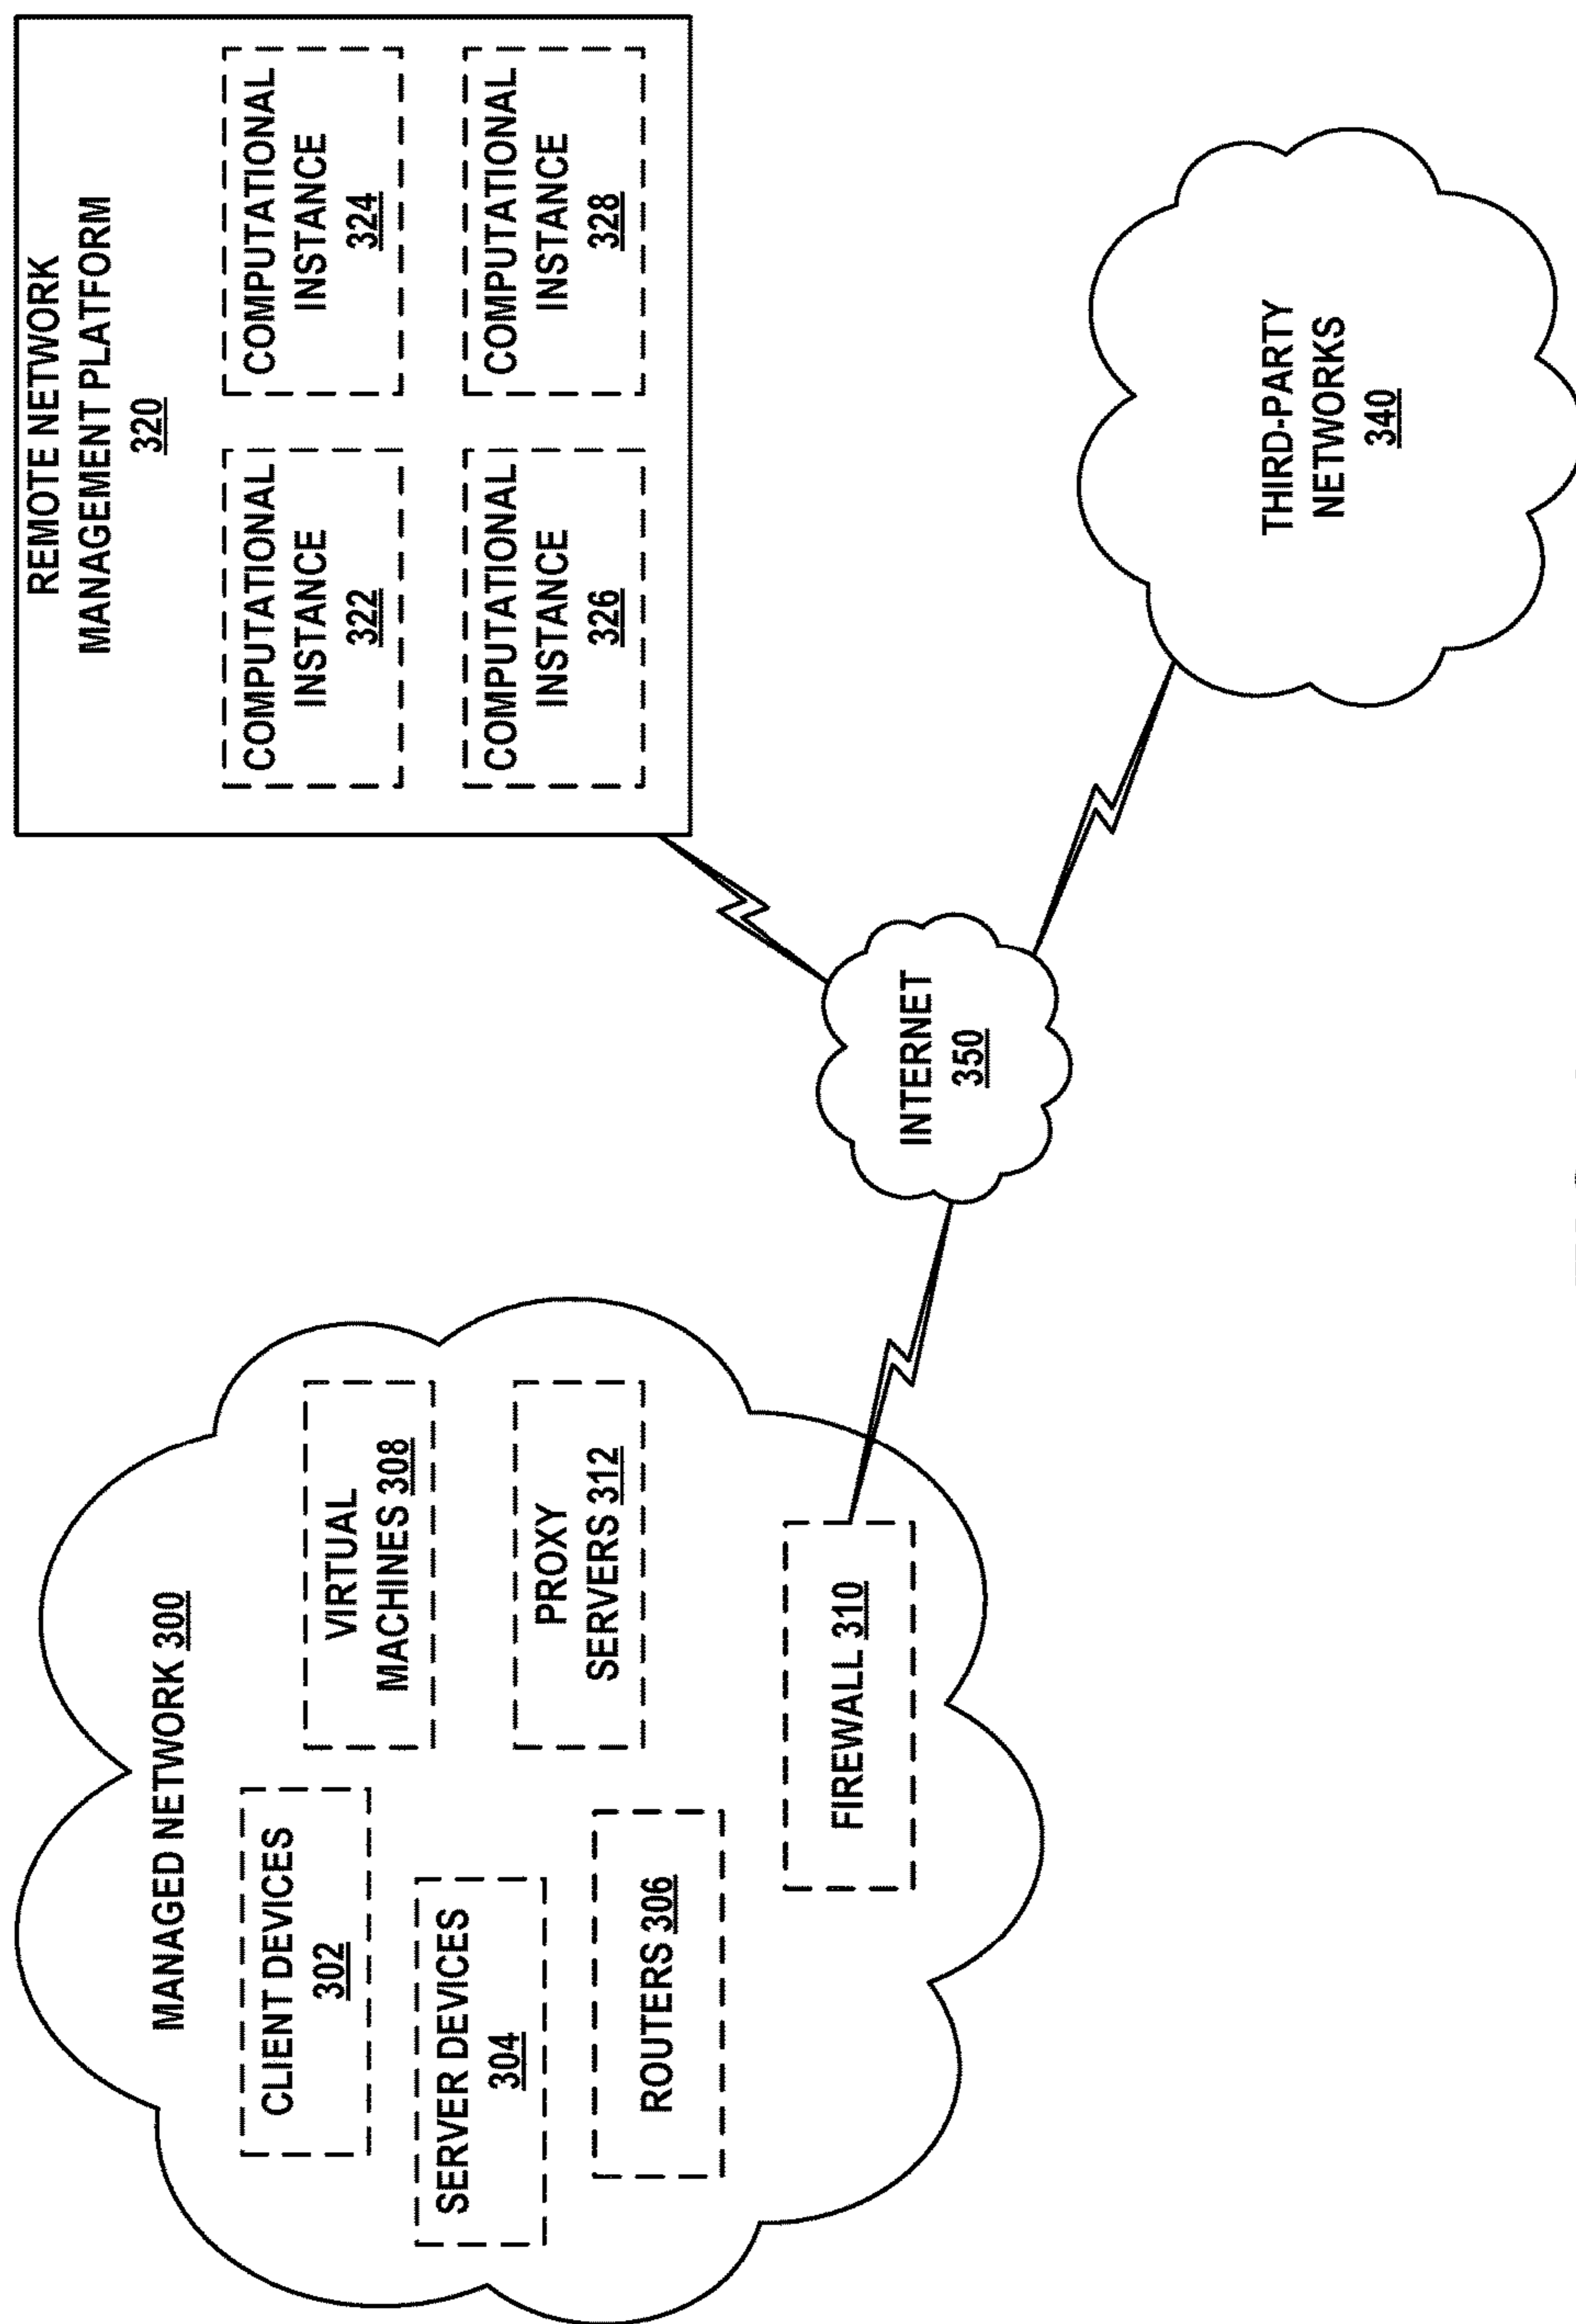 MANAGED NETWORK 300
CLIENT DEVICES
302
SERVER DEVICES
304
ROUTERS 306
VIRTUAL
MACHINES 308
PROXY
SERVERS 312
FIREWALL 310
INTERNET
350
REMOTE NETWORK
MANAGEMENT PLATFORM
320
COMPUTATIONAL
INSTANCE
322
COMPUTATIONAL
INSTANCE
324
COMPUTATIONAL
INSTANCE
326
COMPUTATIONAL
INSTANCE
328
THIRD-PARTY
NETWORKS
340